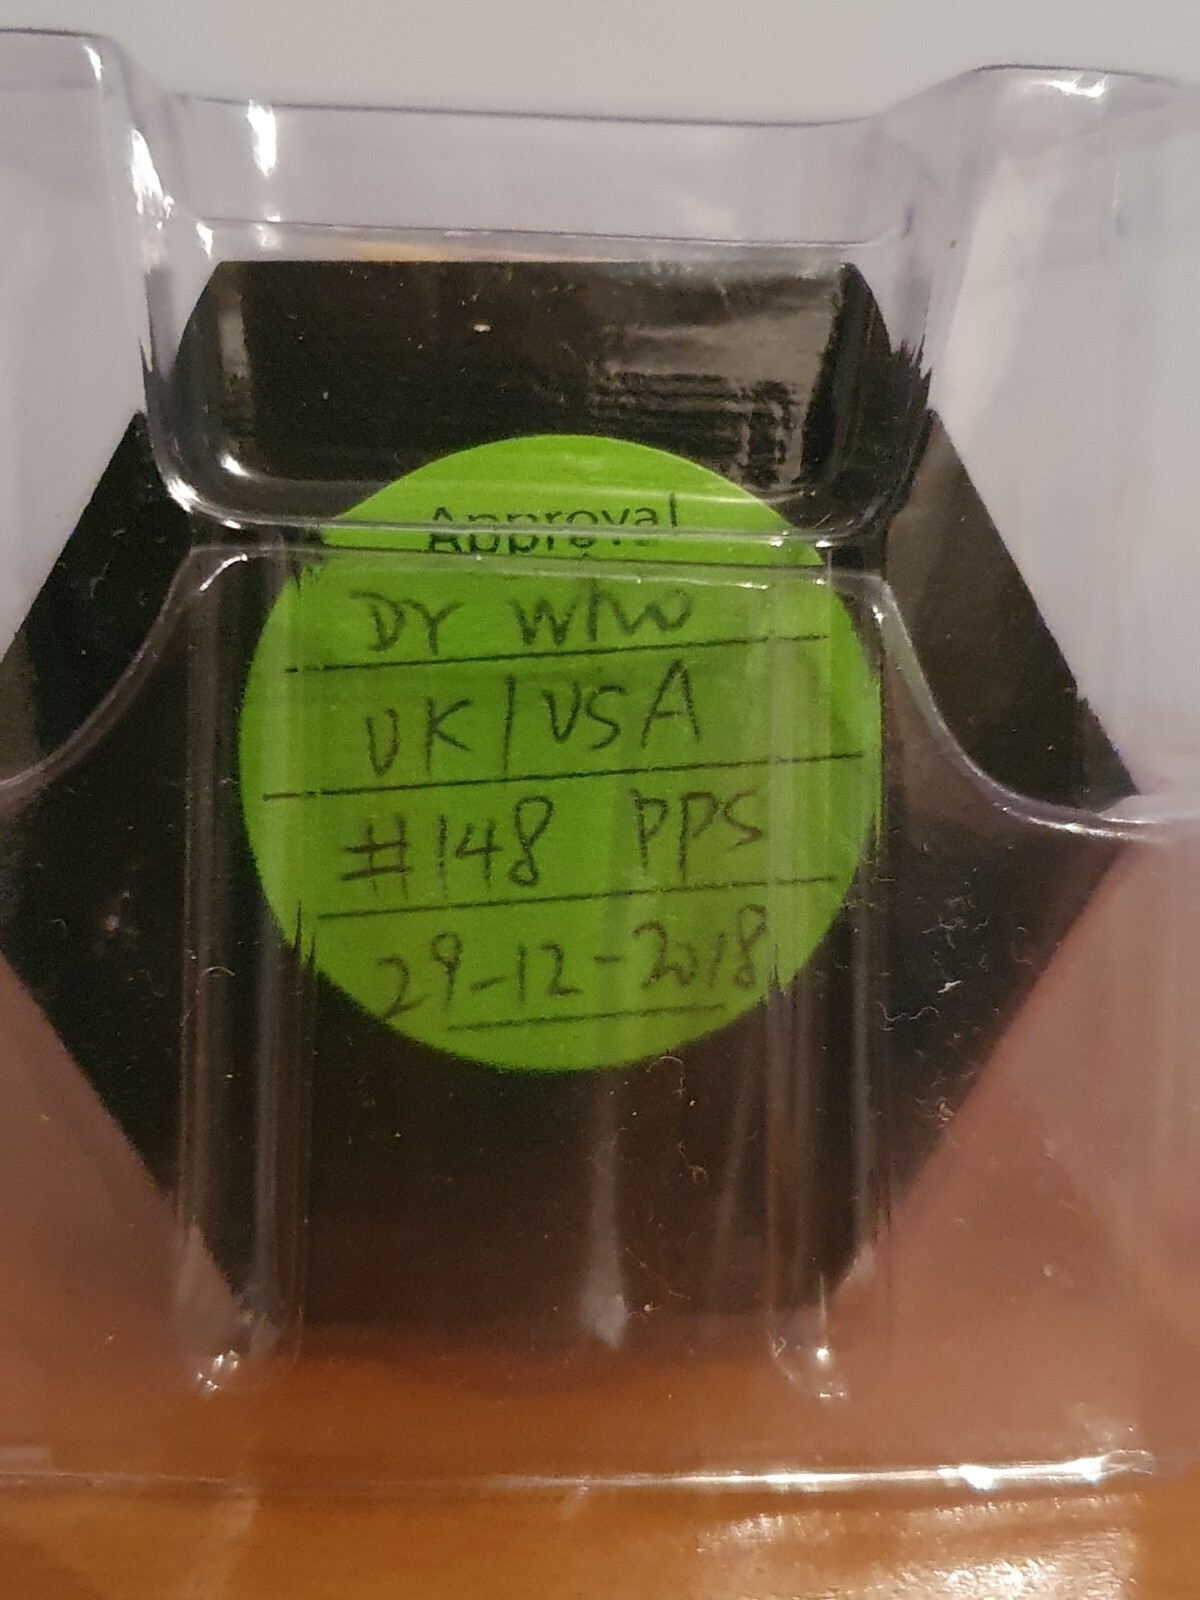 Approval
Dr Who
UK/USA
#148 PPS
29-12-2018